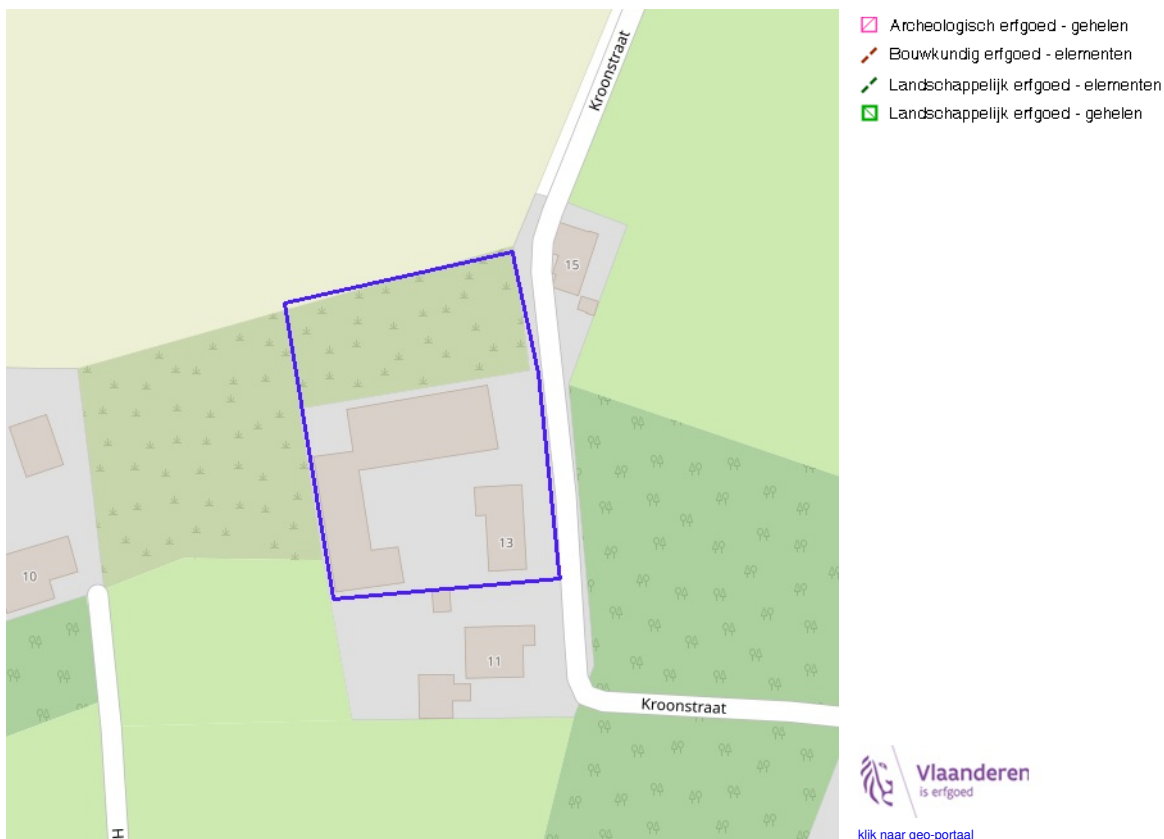 Kroonstraat
15
13
10
11
Kroonstraat
H
Archeologisch erfgoed - gehelen
Bouwkundig erfgoed - elementen
Landschappelijk erfgoed - elementen
Landschappelijk erfgoed - gehelen
Vlaanderen
is erfgoed
klik naar geo-portaal